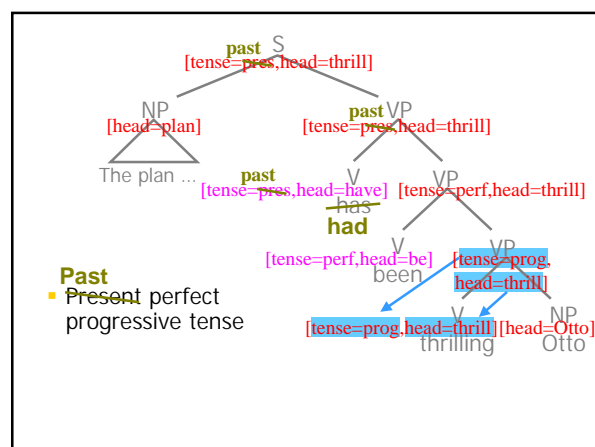 past S
[tense=pres,head=thrill]
NP
[head=plan]
The plan ...
past VP
[tense=pres,head=thrill]
past V
[tense=pres,head=have]
has
had
VP
[tense=perf,head=thrill]
V
[tense=perf,head=be]
been
VP
[tense=prog,
head=thrill]
Past
Present perfect
progressive tense
V
[tense=prog,head=thrill]
thrilling
NP
[head=Otto]
Otto